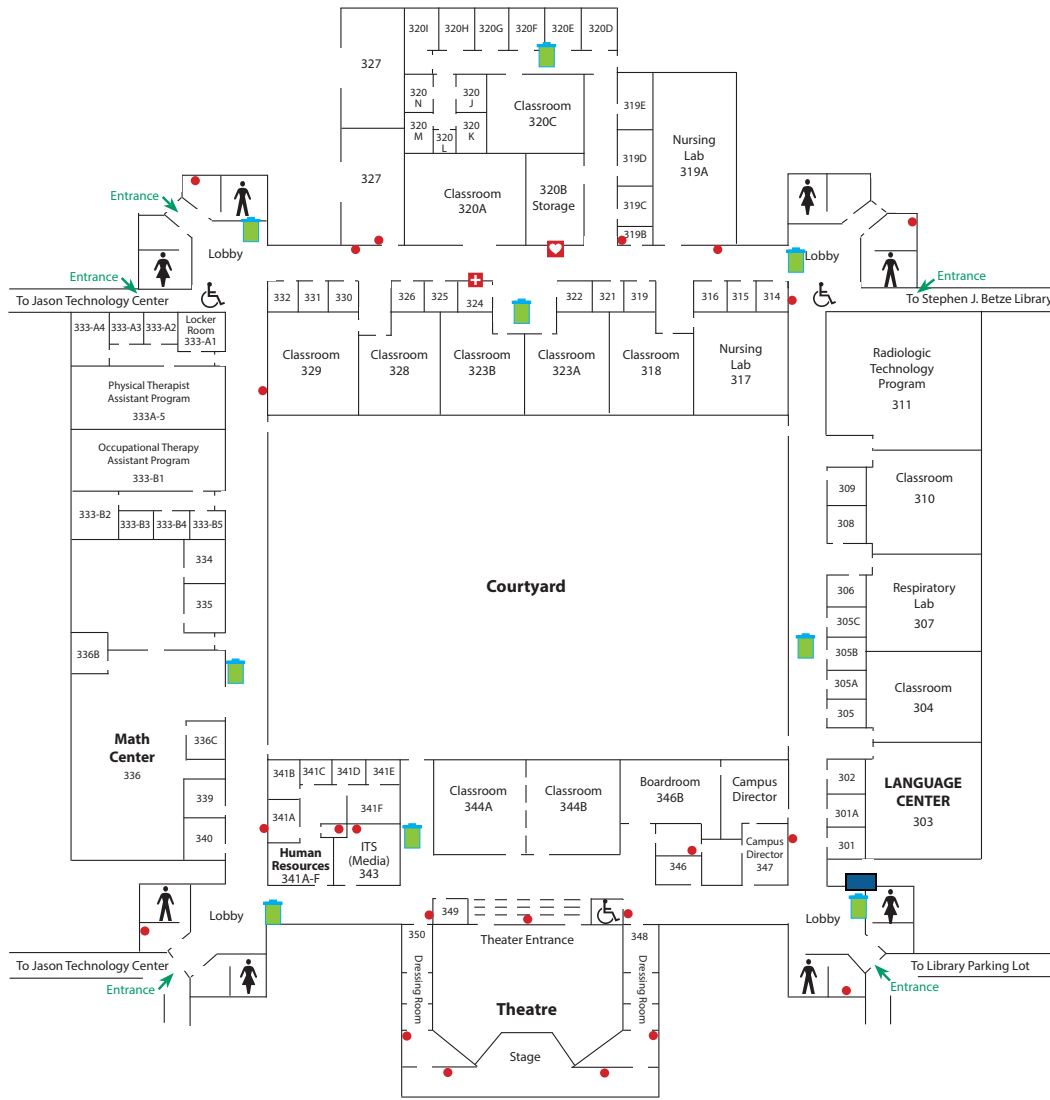 320I
320H
320G
320F
320E
320D
327
320
N
320
J
Classroom
320C
319E
320
M
320
L
320
K
Nursing
Lab
319A
319D
327
Classroom
320A
320B
Storage
319C
319B
Entrance
Lobby
Lobby
Entrance
Entrance
To Jason Technology Center
To Stephen J. Betze Library
332
331
330
326
325
324
322
321
319
316
315
314
333-A4
333-A3
333-A2
Locker
Room
333-A1
Classroom
329
Classroom
328
Classroom
323B
Classroom
323A
Classroom
318
Nursing
Lab
317
Radiologic
Technology
Program
311
Physical Therapist
Assistant Program
333A-5
Occupational Therapy
Assistant Program
333-B1
333-B2
333-B3
333-B4
333-B5
309
308
Classroom
310
334
335
Courtyard
306
305C
305B
305A
305
Respiratory
Lab
307
336B
Classroom
304
336C
Math
Center
336
339
340
341B
341C
341D
341E
341A
341F
Human
Resources
341A-F
ITS
(Media)
343
Classroom
344A
Classroom
344B
Boardroom
346B
Campus
Director
346
Campus
Director
347
302
301A
301
LANGUAGE
CENTER
303
Lobby
349
Lobby
350
Theater Entrance
348
To Jason Technology Center
Entrance
Dressing Room
Dressing Room
To Library Parking Lot
Entrance
Theatre
Stage